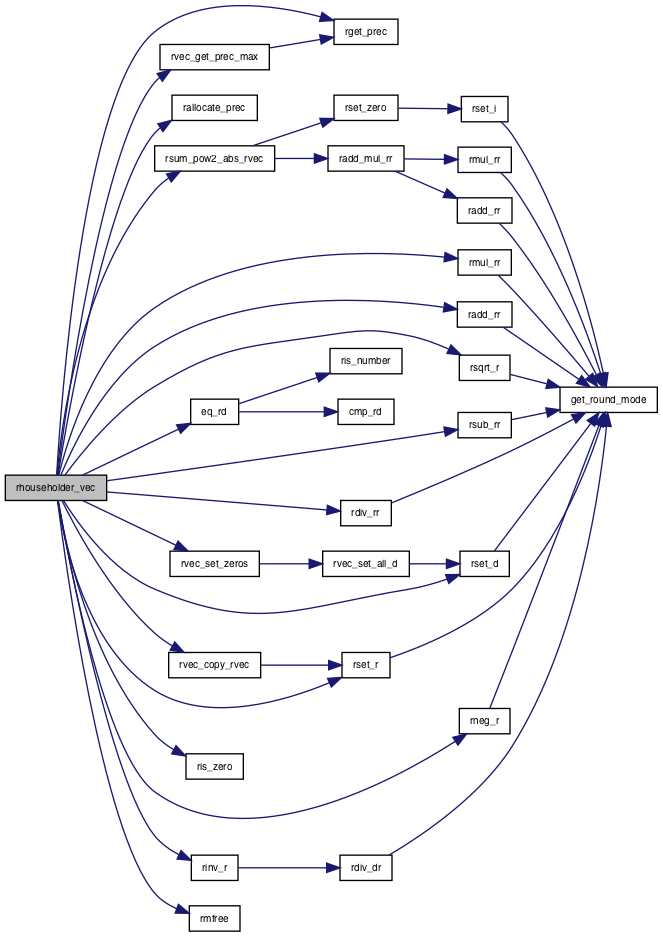 rget_prec
rvec_get_prec_max
rallocate_prec
rset_zero
rset_i
rsum_pow2_abs_rvec
radd_mul_rr
rmul_rr
radd_rr
rmul_rr
radd_rr
ris_number
rsqrt_r
get_round_mode
eq_rd
cmp_rd
rsub_rr
rhouseholder_vec
rdiv_rr
rvec_set_zeros
rvec_set_all_d
rset_d
rvec_copy_rvec
rset_r
rneg_r
ris_zero
rinv_r
rdiv_dr
rmfree